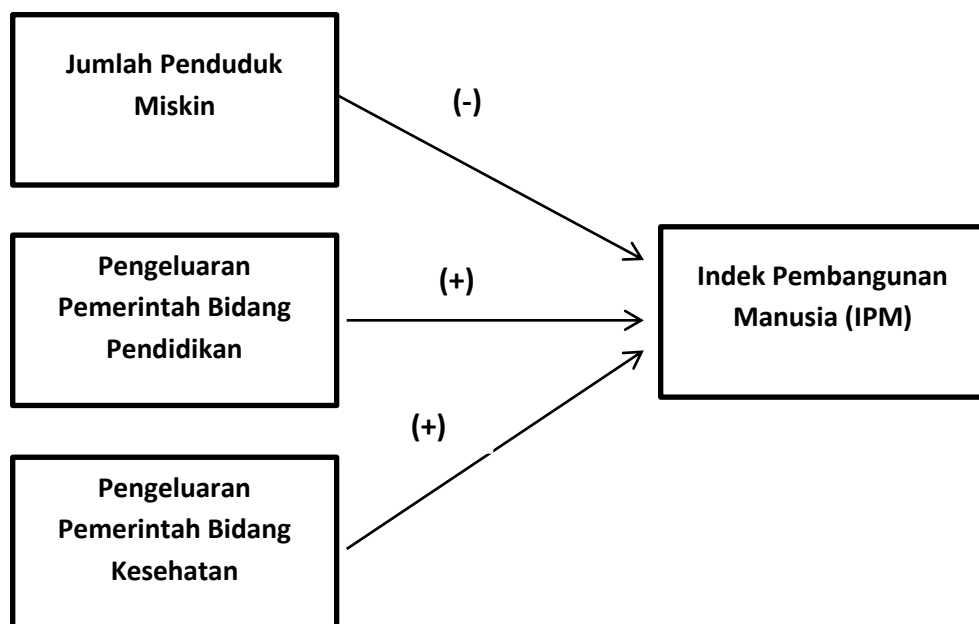 Jumlah Penduduk
Miskin
(-)
Pengeluaran
Pemerintah Bidang
Pendidikan
(+)
Indek Pembangunan
Manusia (IPM)
(+)
Pengeluaran
Pemerintah Bidang
Kesehatan